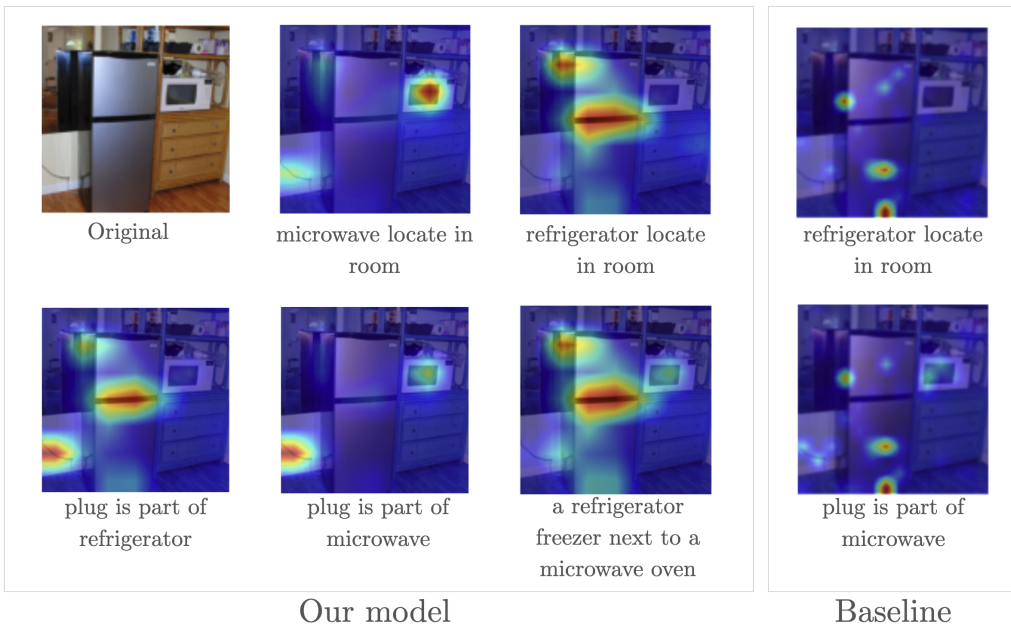 Original
microwave locate in
room
refrigerator locate
in room
refrigerator locate
in room
plug is part of
refrigerator
plug is part of
microwave
a refrigerator
freezer next to a
microwave oven
plug is part of
microwave
Our model
Baseline